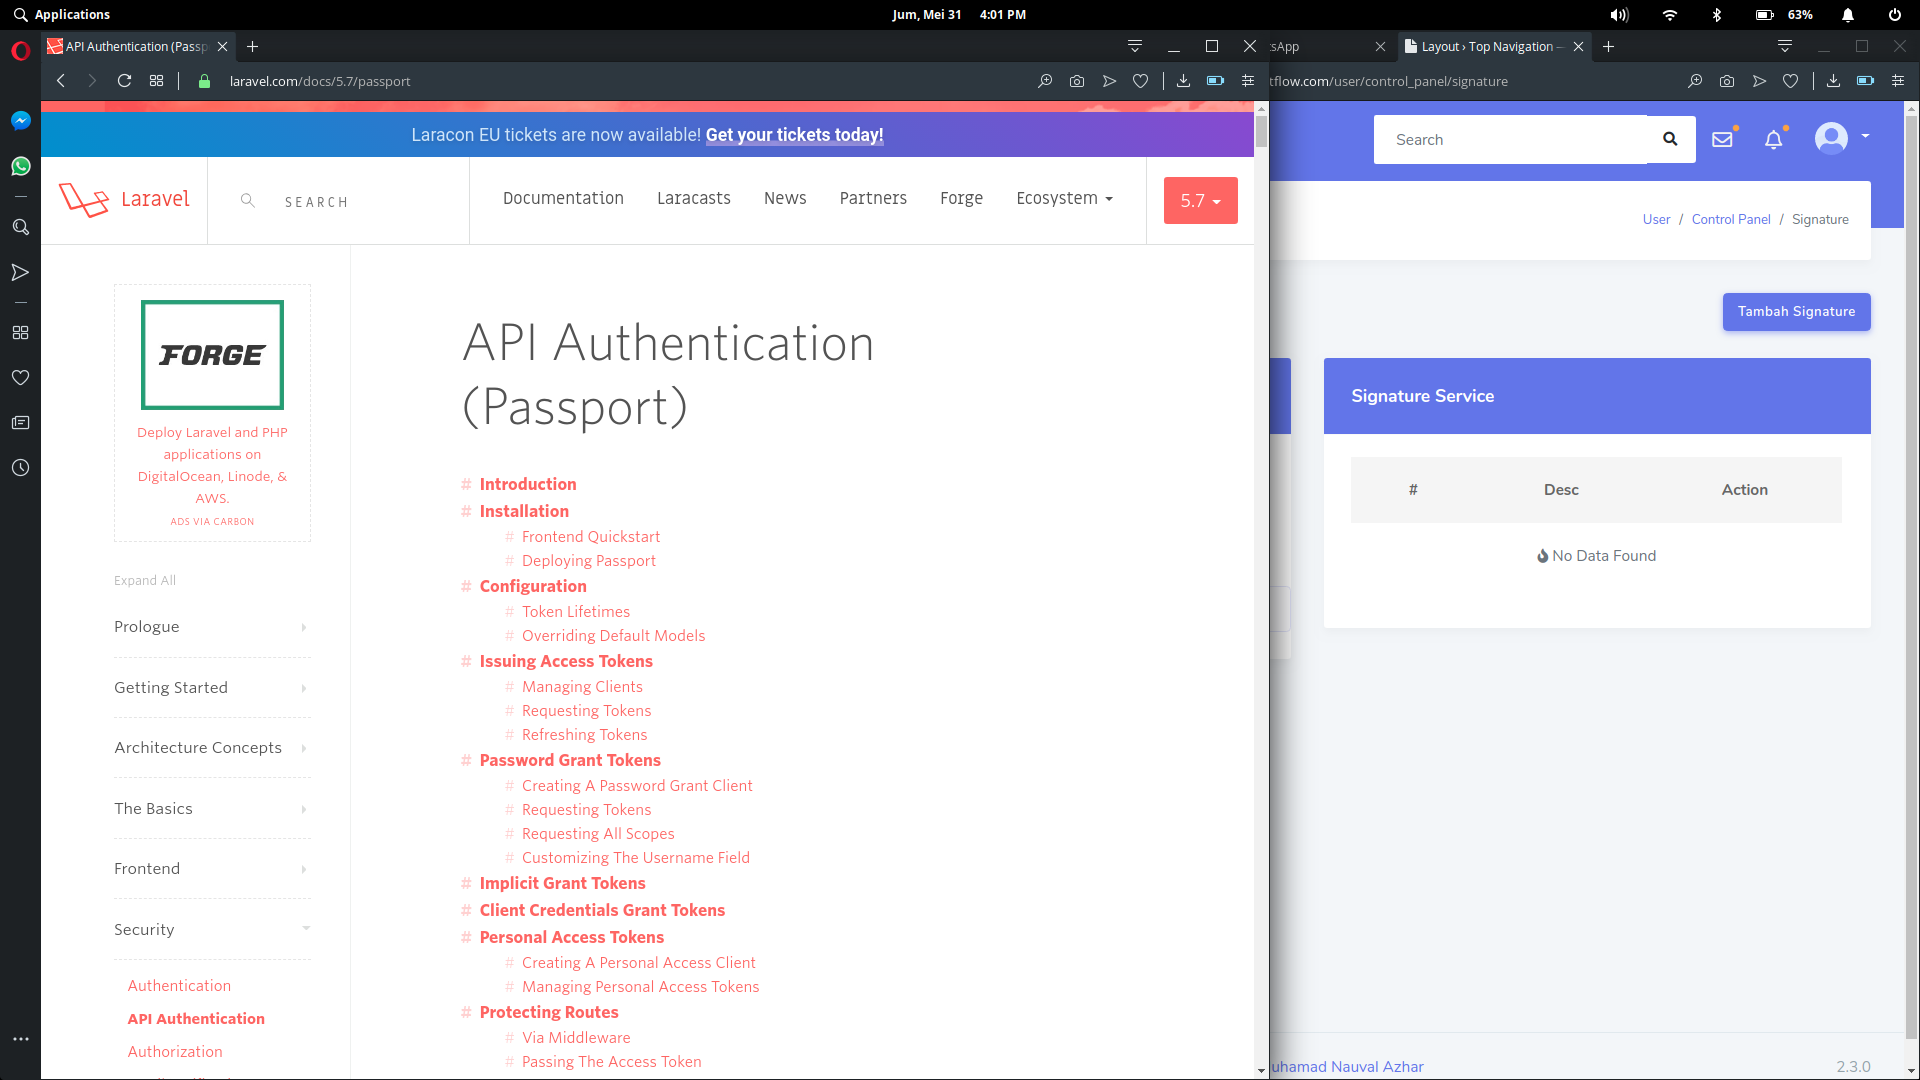 Applications
Jum, Mei 31 4:01 PM
63%
API Authentication (Passp
laravel.com/docs/5.7/passport
Laracon EU tickets are now available! Get your tickets today!
Laravel
SEARCH
Documentation
Laracasts
News
Partners
Forge
Ecosystem
5.7
FORGE
Deploy Laravel and PHP
applications on
DigitalOcean, Linode, &
AWS.
ADS VIA CARBON
Expand All
Prologue
Getting Started
Architecture Concepts
The Basics
Frontend
Security
Authentication
API Authentication
Authorization
API Authentication
(Passport)
# Introduction
# Installation
# Frontend Quickstart
# Deploying Passport
# Configuration
# Token Lifetimes
# Overriding Default Models
# Issuing Access Tokens
# Managing Clients
# Requesting Tokens
# Refreshing Tokens
# Password Grant Tokens
# Creating A Password Grant Client
# Requesting Tokens
# Requesting All Scopes
# Customizing The Username Field
# Implicit Grant Tokens
# Client Credentials Grant Tokens
# Personal Access Tokens
# Creating A Personal Access Client
# Managing Personal Access Tokens
# Protecting Routes
# Via Middleware
# Passing The Access Token
sApp
Layout › Top Navigation —
tflow.com/user/control_panel/signature
Search
User / Control Panel / Signature
Tambah Signature
Signature Service
# Desc Action
No Data Found
uhamad Nauval Azhar
2.3.0